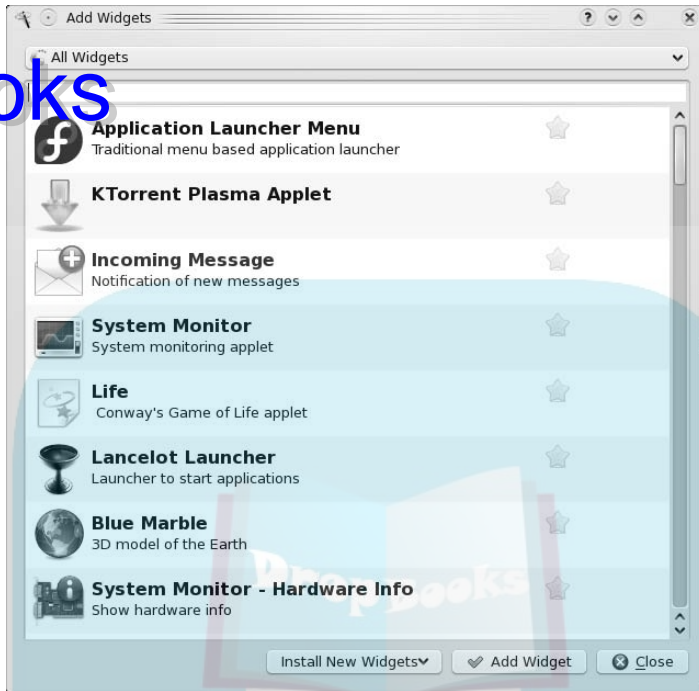 Add Widgets
All Widgets
oks
Application Launcher Menu
Traditional menu based application launcher
KTorrent Plasma Applet
Incoming Message
Notification of new messages
System Monitor
System monitoring applet
Life
Conway's Game of Life applet
Lancelot Launcher
Launcher to start applications
Blue Marble
3D model of the Earth
DropBooks
System Monitor - Hardware Info
Show hardware info
Install New Widgets
Add Widget
Close